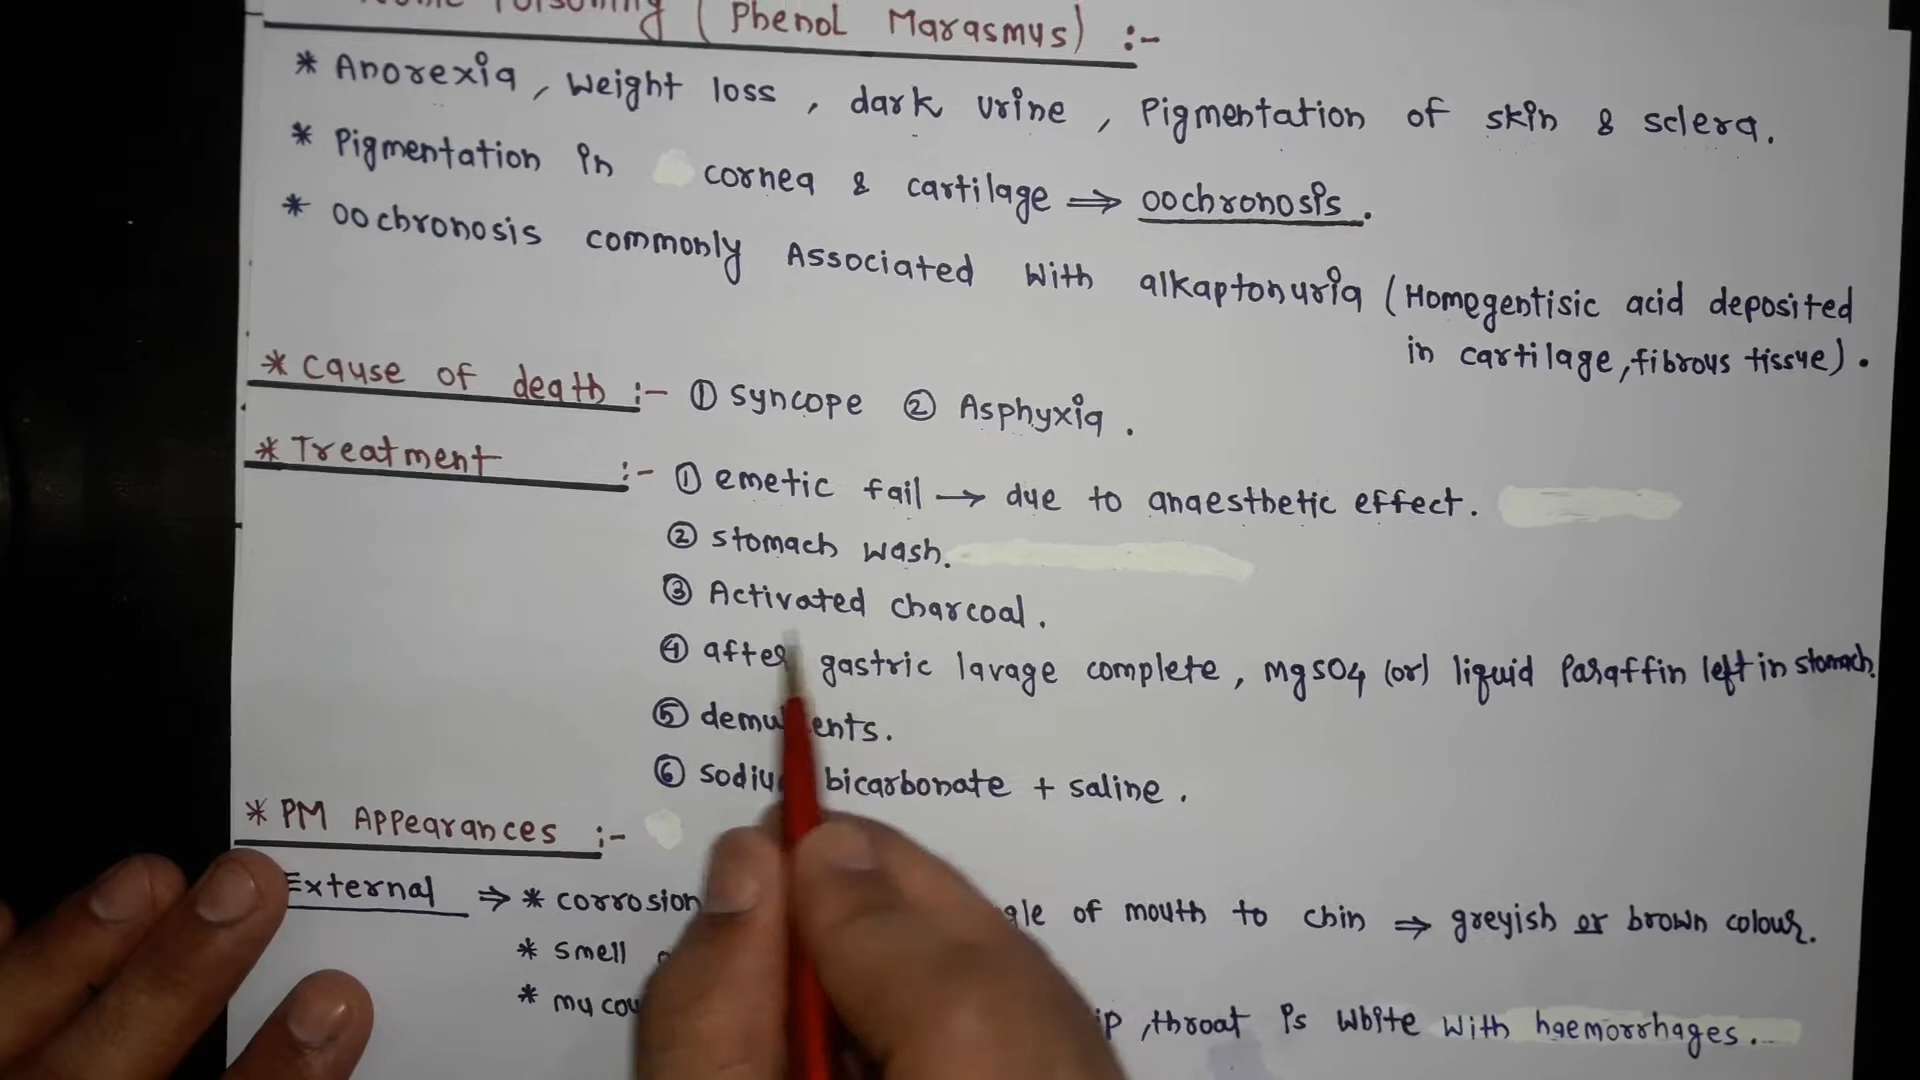 (Phenol Marasmus) :-
* Anorexia, weight loss, dark urine, Pigmentation of skin & sclera.
* Pigmentation in cornea & cartilage ⇒ oochronosis.
* oochronosis commonly Associated with alkaptonuria (Homogentisic acid deposited
in cartilage, fibrous tissue).
* Cause of death :- ① syncope ② Asphyxia.
* Treatment :- ① emetic fail → due to anaesthetic effect.
② stomach wash.
③ Activated charcoal.
④ after gastric lavage complete, MgSO4 (or) liquid Paraffin left in stomach.
⑤ demu ents.
⑥ sodiu bicarbonate + saline.
* PM Appearances :-
External ⇒ * corrosion gle of mouth to chin ⇒ greyish or brown colour.
* smell
* mucou ip, throat is white with haemorrhages.